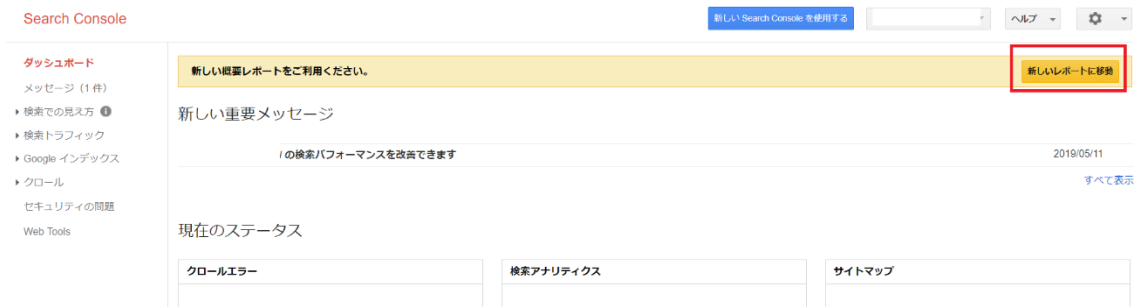 Search Console
新しい Search Console を使用する
ヘルプ
ダッシュボード
メッセージ（1 件）
検索での見え方
検索トラフィック
Google インデックス
クロール
セキュリティの問題
Web Tools
新しい概要レポートをご利用ください。
新しいレポートに移動
新しい重要メッセージ
/ の検索パフォーマンスを改善できます
2019/05/11
すべて表示
現在のステータス
クロールエラー
検索アナリティクス
サイトマップ